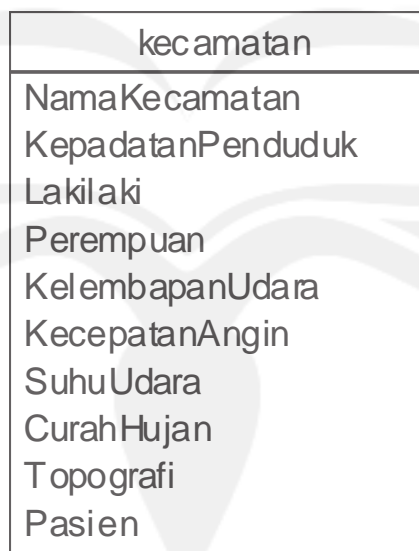 kecamatan
NamaKecamatan
KepadatanPenduduk
Lakilaki
Perempuan
KelembapanUdara
KecepatanAngin
SuhuUdara
CurahHujan
Topografi
Pasien